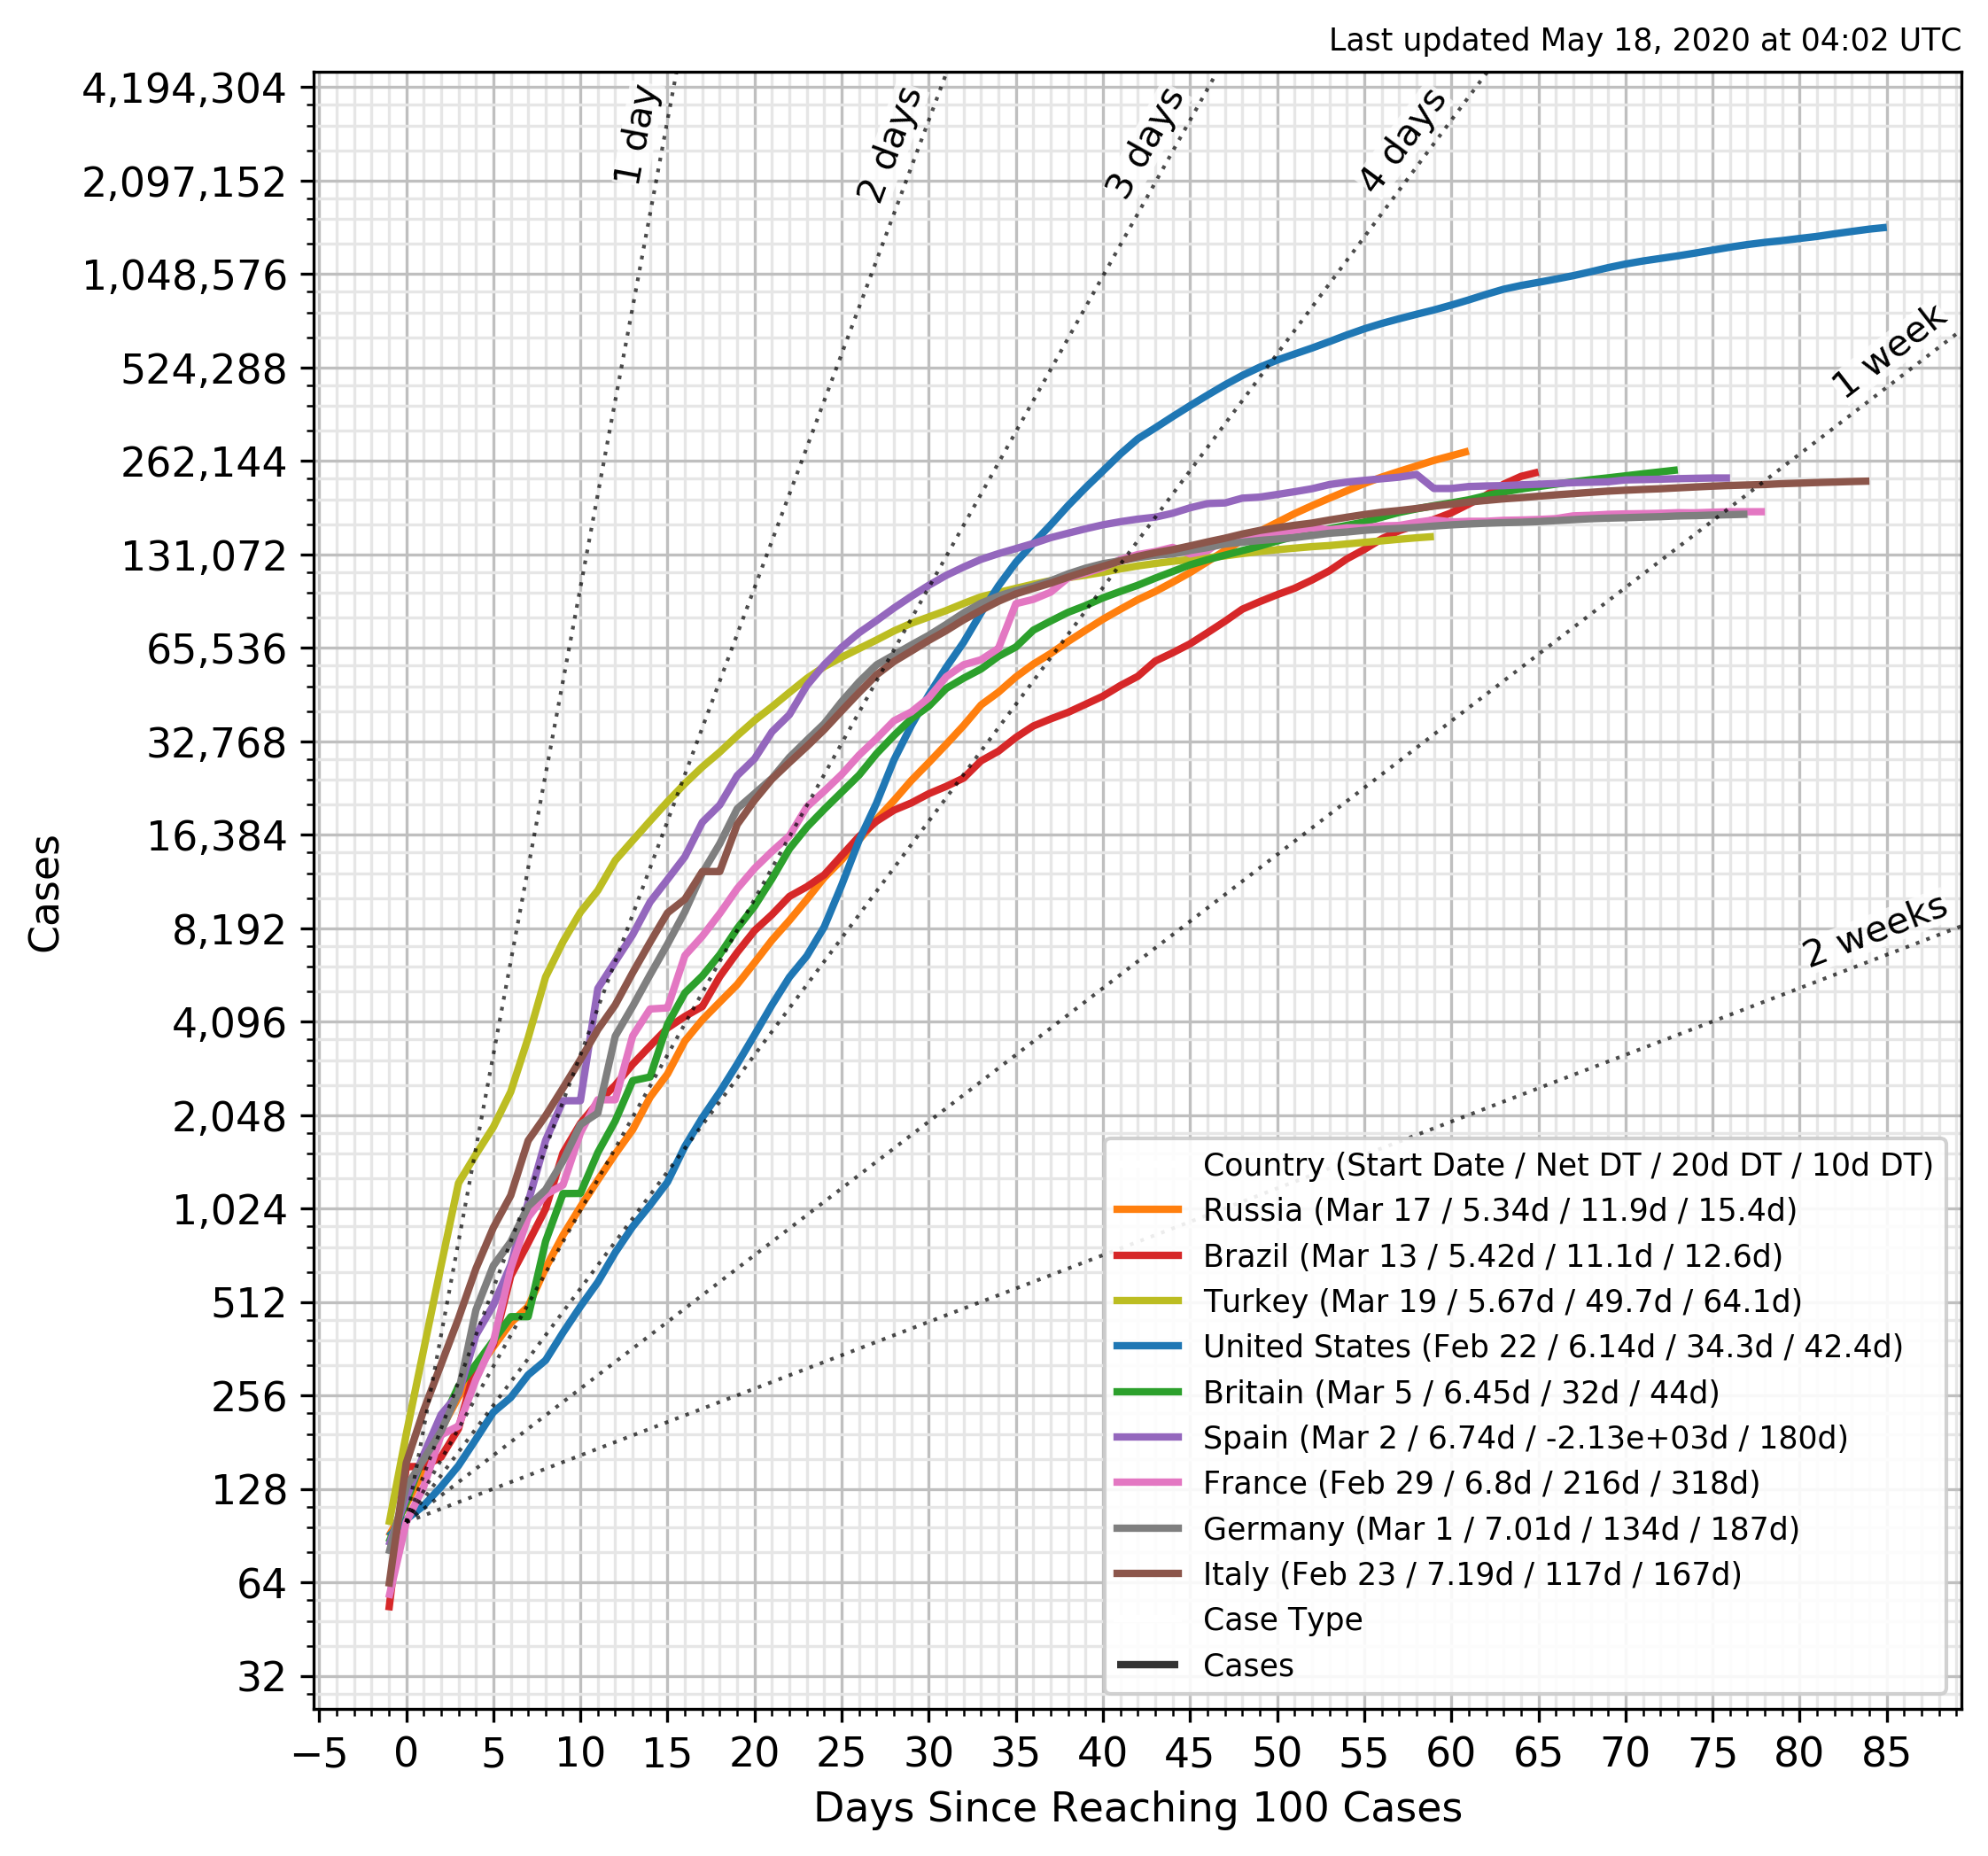 Last updated May 18, 2020 at 04:02 UTC
4,194,304
2,097,152
1,048,576
524,288
262,144
131,072
65,536
32,768
16,384
8,192
4,096
2,048
1,024
512
256
128
64
32
Cases
1 day
2 days
3 days
4 days
1 week
2 weeks
Country (Start Date / Net DT / 20d DT / 10d DT)
Russia (Mar 17 / 5.34d / 11.9d / 15.4d)
Brazil (Mar 13 / 5.42d / 11.1d / 12.6d)
Turkey (Mar 19 / 5.67d / 49.7d / 64.1d)
United States (Feb 22 / 6.14d / 34.3d / 42.4d)
Britain (Mar 5 / 6.45d / 32d / 44d)
Spain (Mar 2 / 6.74d / -2.13e+03d / 180d)
France (Feb 29 / 6.8d / 216d / 318d)
Germany (Mar 1 / 7.01d / 134d / 187d)
Italy (Feb 23 / 7.19d / 117d / 167d)
Case Type
Cases
−5 0 5 10 15 20 25 30 35 40 45 50 55 60 65 70 75 80 85
Days Since Reaching 100 Cases